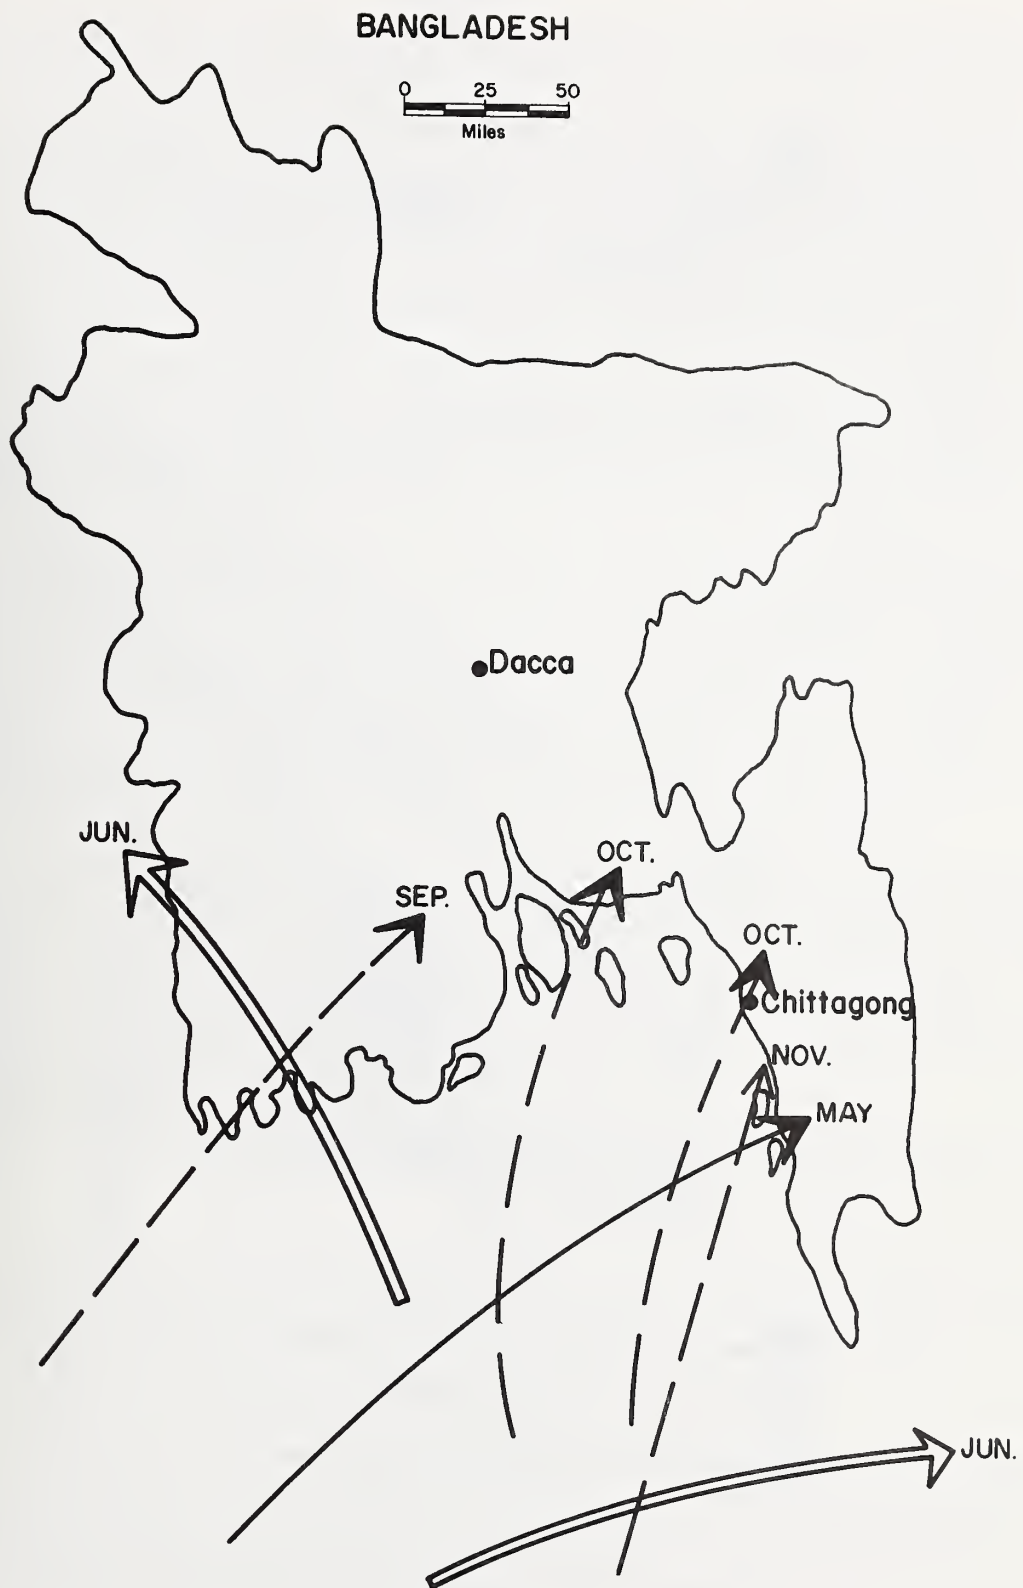 BANGLADESH
0 25 50
Miles
Dacca
JUN.
OCT.
SEP.
OCT.
Chittagong
NOV.
MAY
JUN.